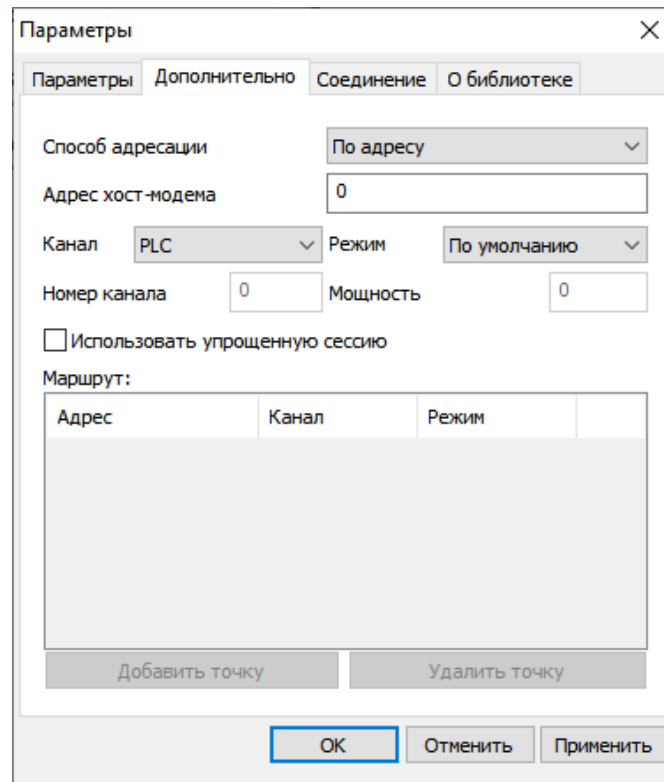 Параметры
Параметры Дополнительно Соединение О библиотеке
Способ адресации По адресу
Адрес хост-модема 0
Канал PLC Режим По умолчанию
Номер канала 0 Мощность 0
Использовать упрощенную сессию
Маршрут:
Адрес Канал Режим
Добавить точку Удалить точку
ОК Отменить Применить